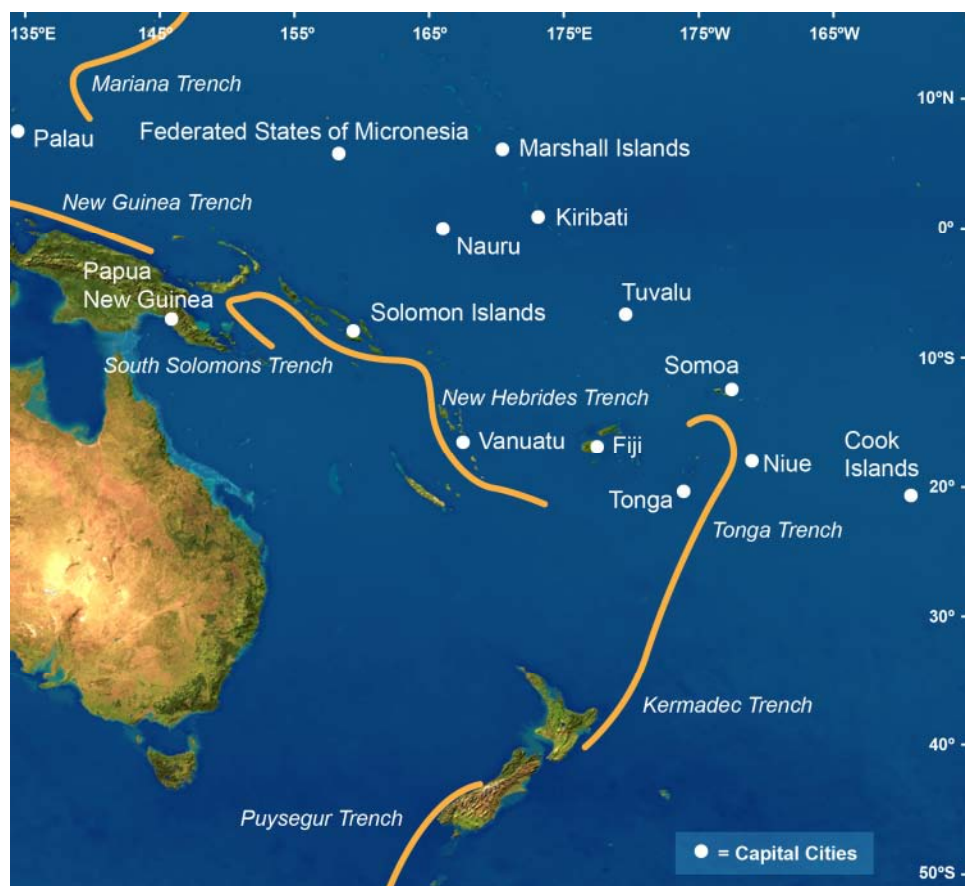 135ºE
145º
155º
165º
175ºE
175ºW
165ºW
Mariana Trench
10ºN
Palau
Federated States of Micronesia
Marshall Islands
New Guinea Trench
Kiribati
Nauru
0º
Papua
New Guinea
Solomon Islands
Tuvalu
South Solomons Trench
10ºS
Somoa
New Hebrides Trench
Vanuatu
Fiji
Niue
Cook
Islands
Tonga
20º
Tonga Trench
30º
Kermadec Trench
40º
Puysegur Trench
= Capital Cities
50ºS